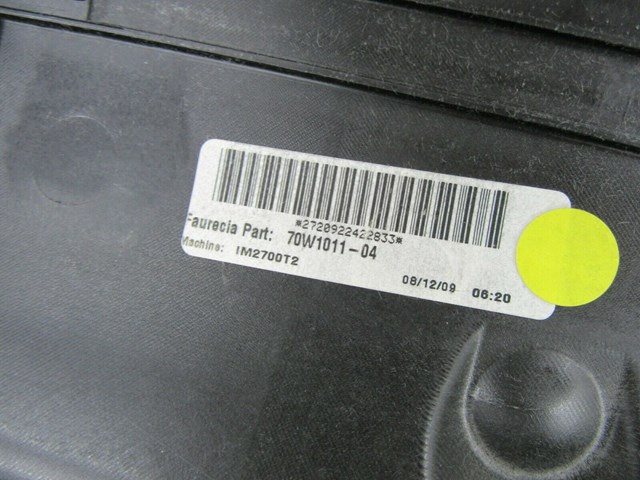 *2720922422833*
Faurecia Part: 70W1011-04
Machine: IM2700T2
08/12/09 06:20